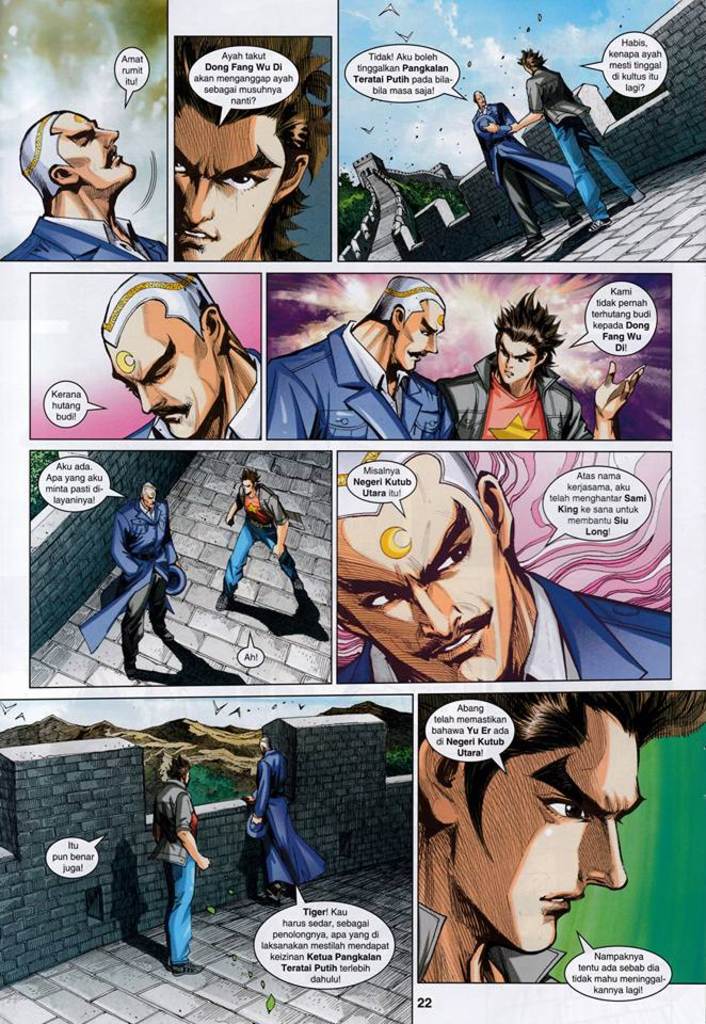 Amat
rumit
itu!
Ayah takut
Dong Fang Wu Di
akan menganggap ayah
sebagai musuhnya
nanti?
Tidak! Aku boleh
tinggalkan Pangkalan
Teratai Putih pada bila-
bila masa saja!
Habis,
kenapa ayah
mesti tinggal
di kultus itu
lagi?
Kerana
hutang
budi!
Kami
tidak pernah
terhutang budi
kepada Dong
Fang Wu
Di!
Aku ada.
Apa yang aku
minta pasti di-
layaninya!
Ah!
Misalnya
Negeri Kutub
Utara itu!
Atas nama
kerjasama, aku
telah menghantar Sami
King ke sana untuk
membantu Siu
Long!
Itu
pun benar
juga!
Tiger! Kau
harus sedar, sebagai
penolongnya, apa yang di
laksanakan mestilah mendapat
keizinan Ketua Pangkalan
Teratai Putih terlebih
dahulu!
Abang
telah memastikan
bahawa Yu Er ada
di Negeri Kutub
Utara!
Nampaknya
tentu ada sebab dia
tidak mahu meninggal-
kannya lagi!
22